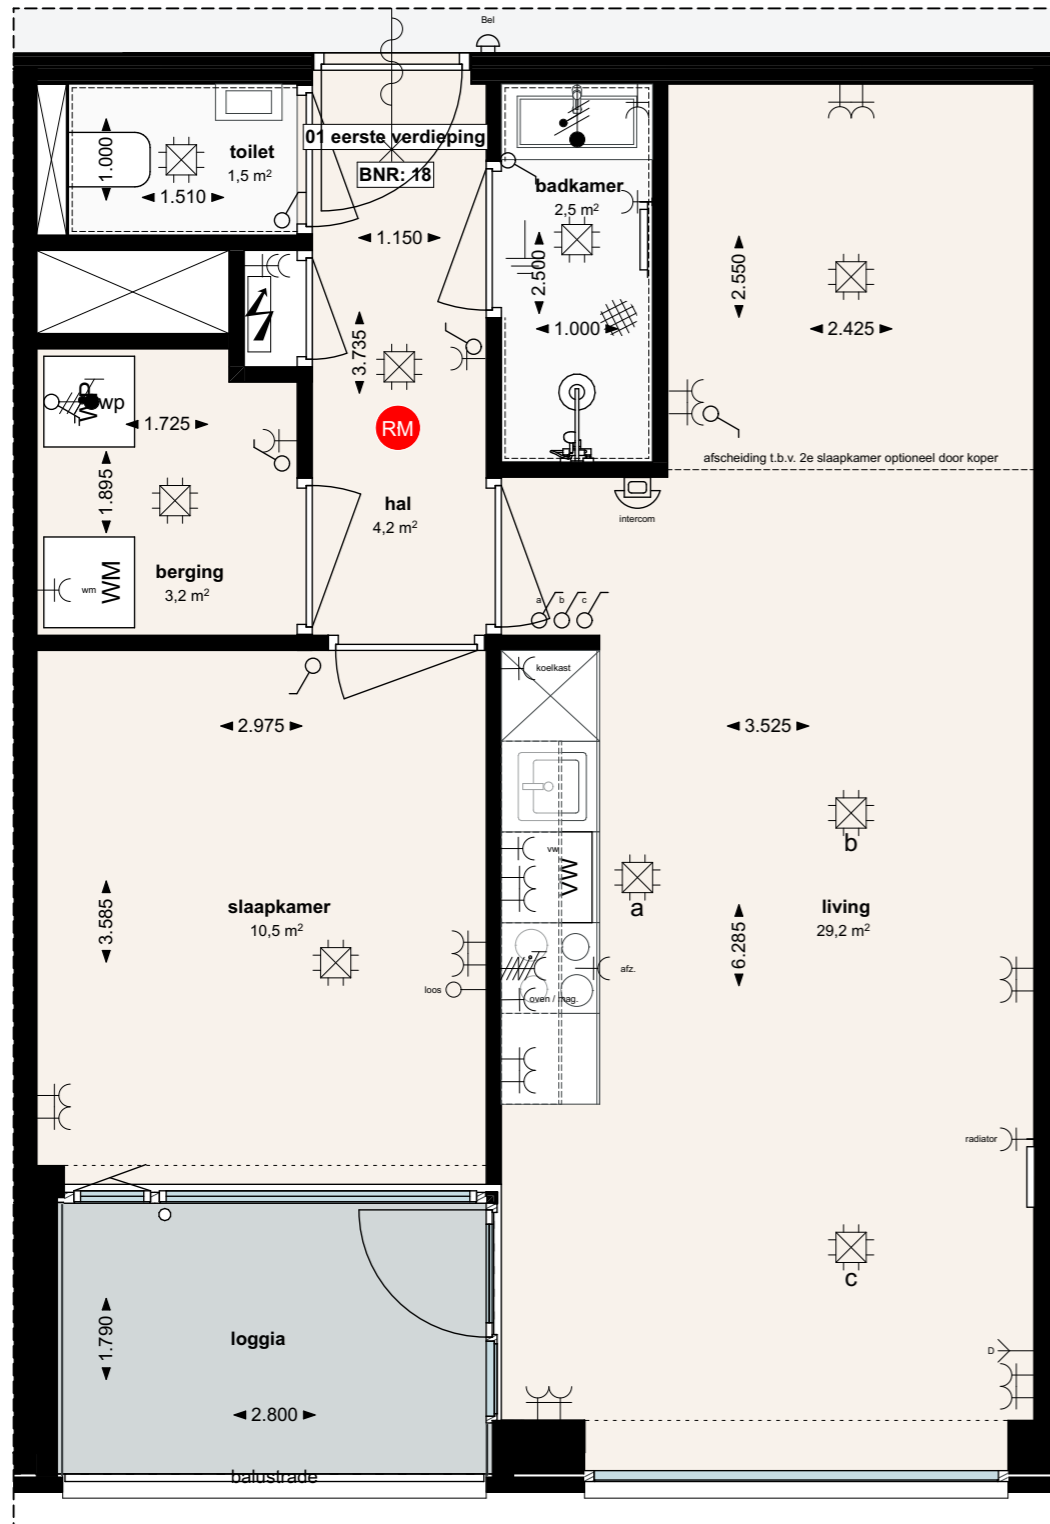 Bel
01 eerste verdieping
BNR: 18
toilet
1,5 m²
1.000
1.510
badkamer
2,5 m²
1.150
2.500
1.000
2.550
2.425
3.735
WP
wp
1.725
RM
1.895
afscheiding t.b.v. 2e slaapkamer optioneel door koper
intercom
hal
4,2 m²
berging
3,2 m²
wm
WM
a
b
c
koelkast
2.975
3.525
b
vw
VW
a
slaapkamer
10,5 m²
3.585
living
29,2 m²
6.285
afz.
loos
oven / mag.
radiator
c
loggia
1.790
D
2.800
balustrade